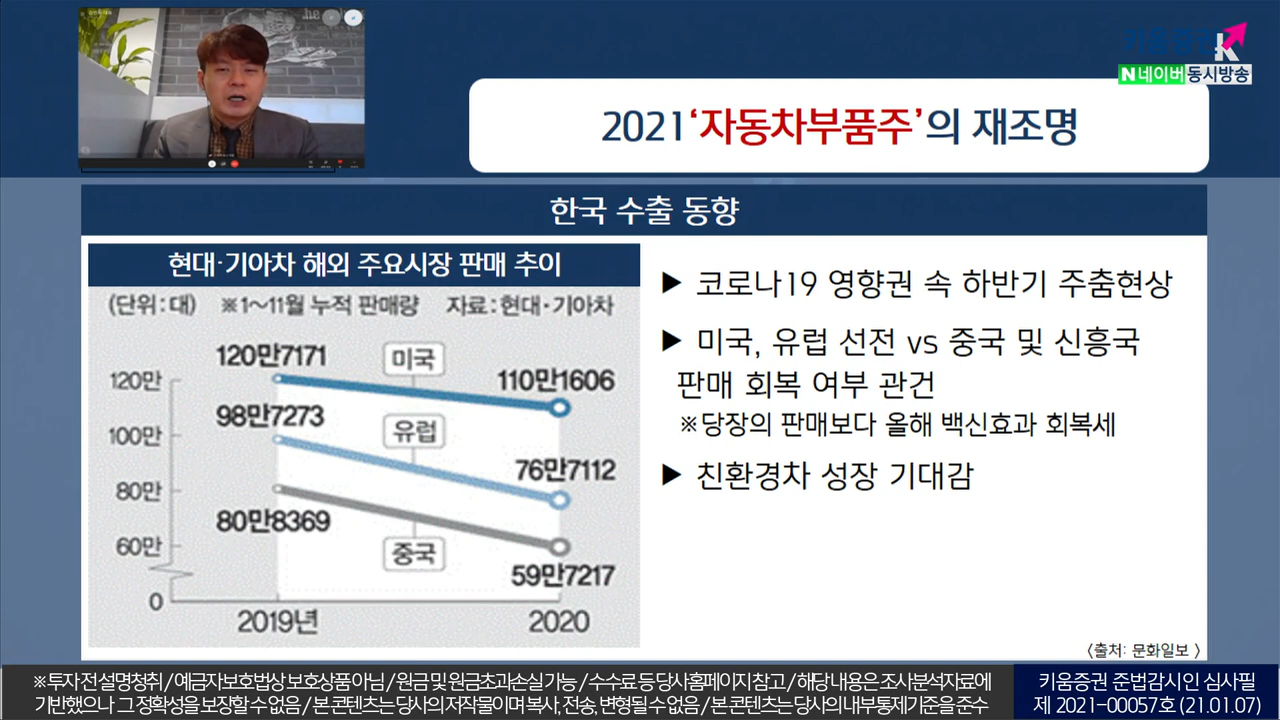 키움증권
N네이버 동시방송
2021‘자동차부품주’의 재조명
한국 수출 동향
현대·기아차 해외 주요시장 판매 추이
(단위:대) ※1~11월 누적 판매량 자료:현대·기아차
120만7171
미국
110만1606
120만
98만7273
유럽
100만
76만7112
80만
80만8369
중국
60만
59만7217
0
2019년
2020
▶ 코로나19 영향권 속 하반기 주춤현상
▶ 미국, 유럽 선전 vs 중국 및 신흥국
판매 회복 여부 관건
※당장의 판매보다 올해 백신효과 회복세
▶ 친환경차 성장 기대감
<출처: 문화일보 >
※투자 전 설명청취 / 예금자보호법상 보호상품 아님 / 원금 및 원금초과손실 가능 / 수수료 등 당사홈페이지 참고 / 해당 내용은 조사분석자료에
기반했으나 그 정확성을 보장할 수 없음 / 본 콘텐츠는 당사의 저작물이며 복사, 전송, 변형될 수 없음 / 본 콘텐츠는 당사의 내부통제기준을 준수
키움증권 준법감시인 심사필
제 2021-00057호 (21.01.07)